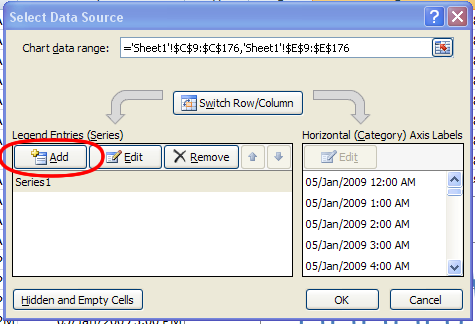 Select Data Source
Chart data range: ='Sheet1'!$C$9:$C$176,'Sheet1'!$E$9:$E$176
Switch Row/Column
Legend Entries (Series)
Horizontal (Category) Axis Labels
Add Edit Remove
Edit
Series1
05/Jan/2009 12:00 AM
05/Jan/2009 1:00 AM
05/Jan/2009 2:00 AM
05/Jan/2009 3:00 AM
05/Jan/2009 4:00 AM
Hidden and Empty Cells
OK
Cancel